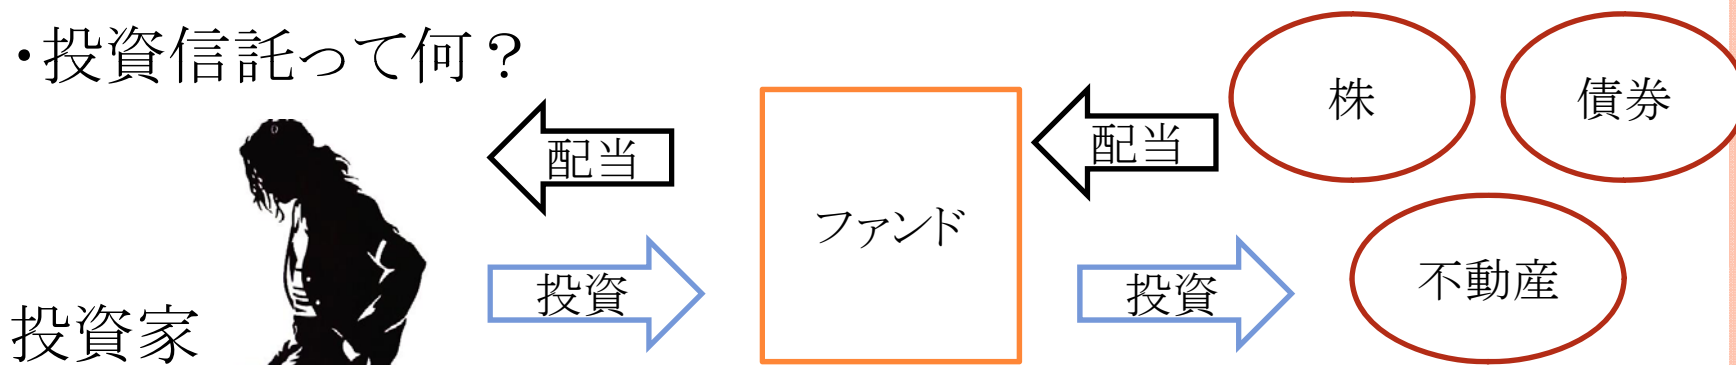 ・投資信託って何？
配当
配当
株
債券
ファンド
不動産
投資
投資
投資家